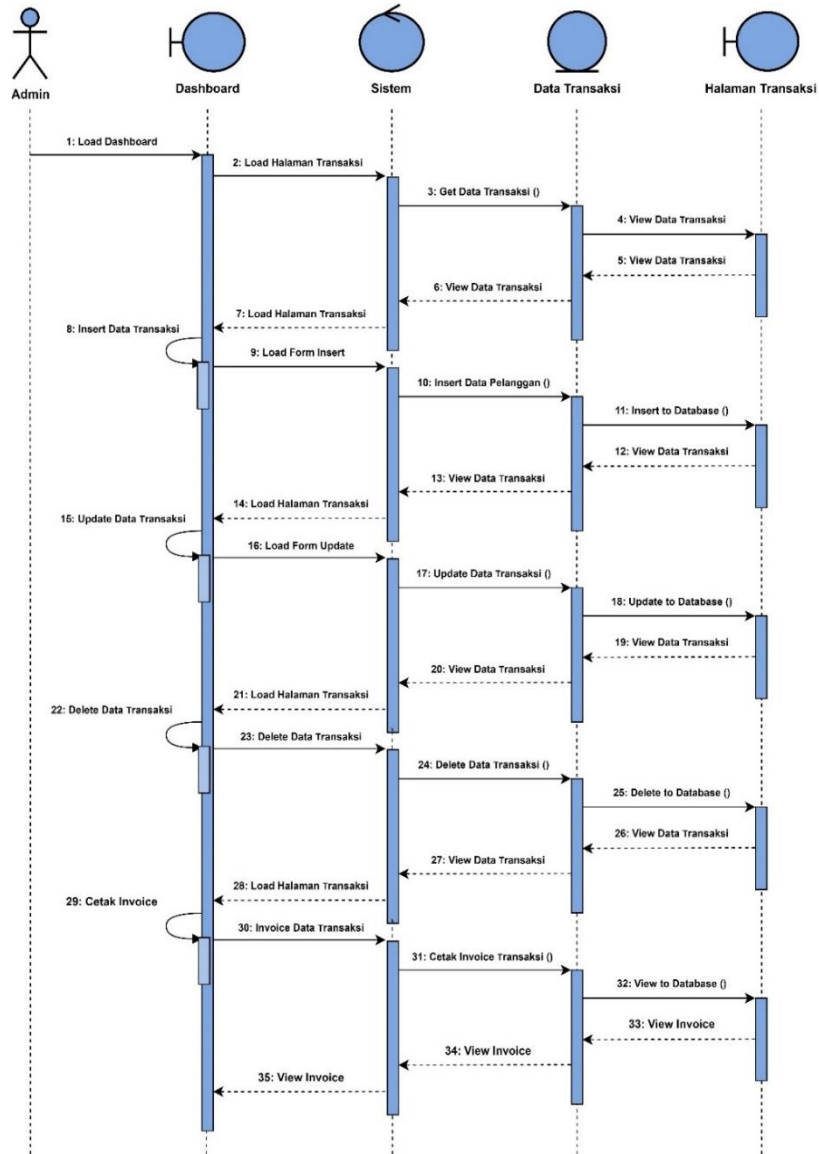 Admin
Dashboard
Sistem
Data Transaksi
Halaman Transaksi
1: Load Dashboard
2: Load Halaman Transaksi
3: Get Data Transaksi ()
4: View Data Transaksi
5: View Data Transaksi
6: View Data Transaksi
7: Load Halaman Transaksi
8: Insert Data Transaksi
9: Load Form Insert
10: Insert Data Pelanggan ()
11: Insert to Database ()
12: View Data Transaksi
13: View Data Transaksi
14: Load Halaman Transaksi
15: Update Data Transaksi
16: Load Form Update
17: Update Data Transaksi ()
18: Update to Database ()
19: View Data Transaksi
20: View Data Transaksi
21: Load Halaman Transaksi
22: Delete Data Transaksi
23: Delete Data Transaksi
24: Delete Data Transaksi ()
25: Delete to Database ()
26: View Data Transaksi
27: View Data Transaksi
28: Load Halaman Transaksi
29: Cetak Invoice
30: Invoice Data Transaksi
31: Cetak Invoice Transaksi ()
32: View to Database ()
33: View Invoice
34: View Invoice
35: View Invoice